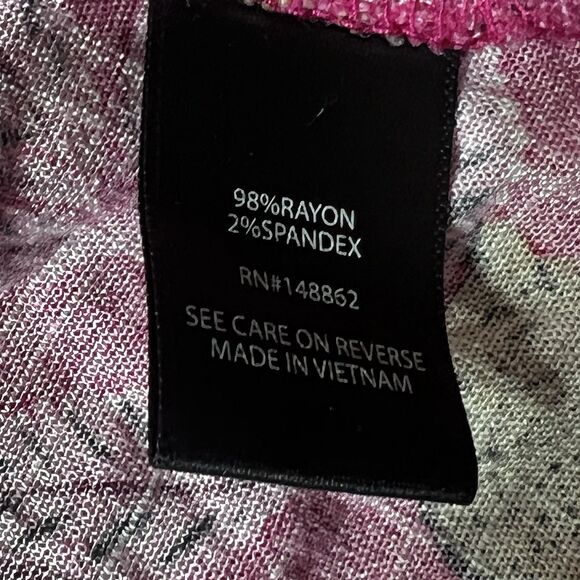 98%RAYON
2%SPANDEX
RN#148862
SEE CARE ON REVERSE
MADE IN VIETNAM